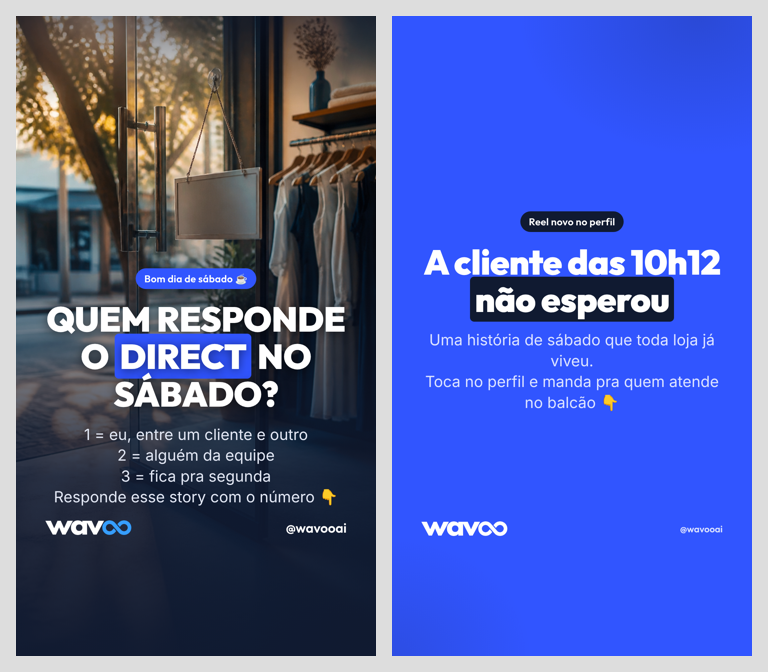 Bom dia de sábado ☕
QUEM RESPONDE
O DIRECT NO
SÁBADO?
1 = eu, entre um cliente e outro
2 = alguém da equipe
3 = fica pra segunda
Responde esse story com o número 👇
wavoo
@wavooai
Reel novo no perfil
A cliente das 10h12
não esperou
Uma história de sábado que toda loja já
viveu.
Toca no perfil e manda pra quem atende
no balcão 👇
wavoo
@wavooai